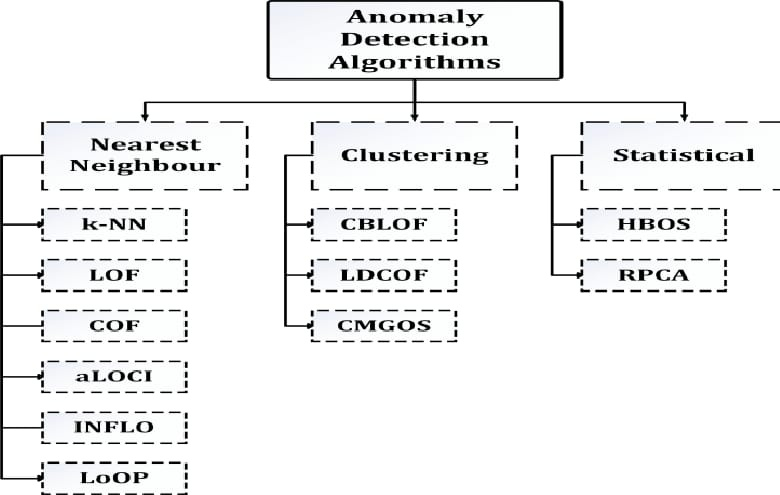 Anomaly
Detection
Algorithms
Nearest
Neighbour
k-NN
LOF
COF
aLOCI
INFLO
LoOP
Clustering
CBLOF
LDCOF
CMGOS
Statistical
HBOS
RPCA